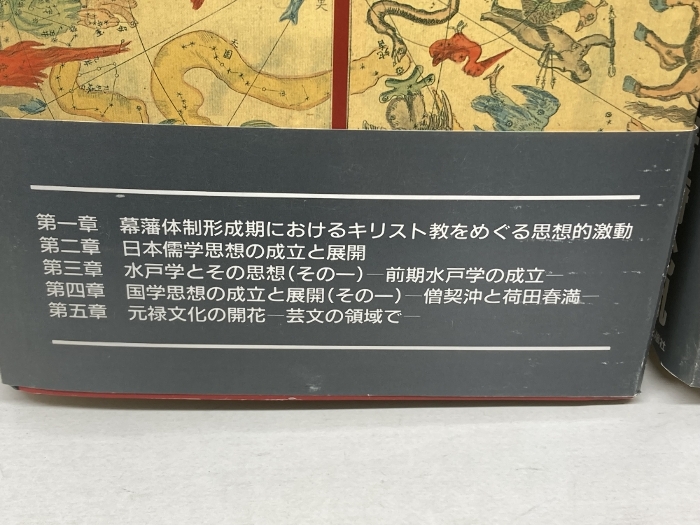 第一章 幕藩体制形成期におけるキリスト教をめぐる思想的激動
第二章 日本儒学思想の成立と展開
第三章 水戸学とその思想(その一)―前期水戸学の成立―
第四章 国学思想の成立と展開(その一)―僧契沖と荷田春満―
第五章 元禄文化の開花―芸文の領域で―